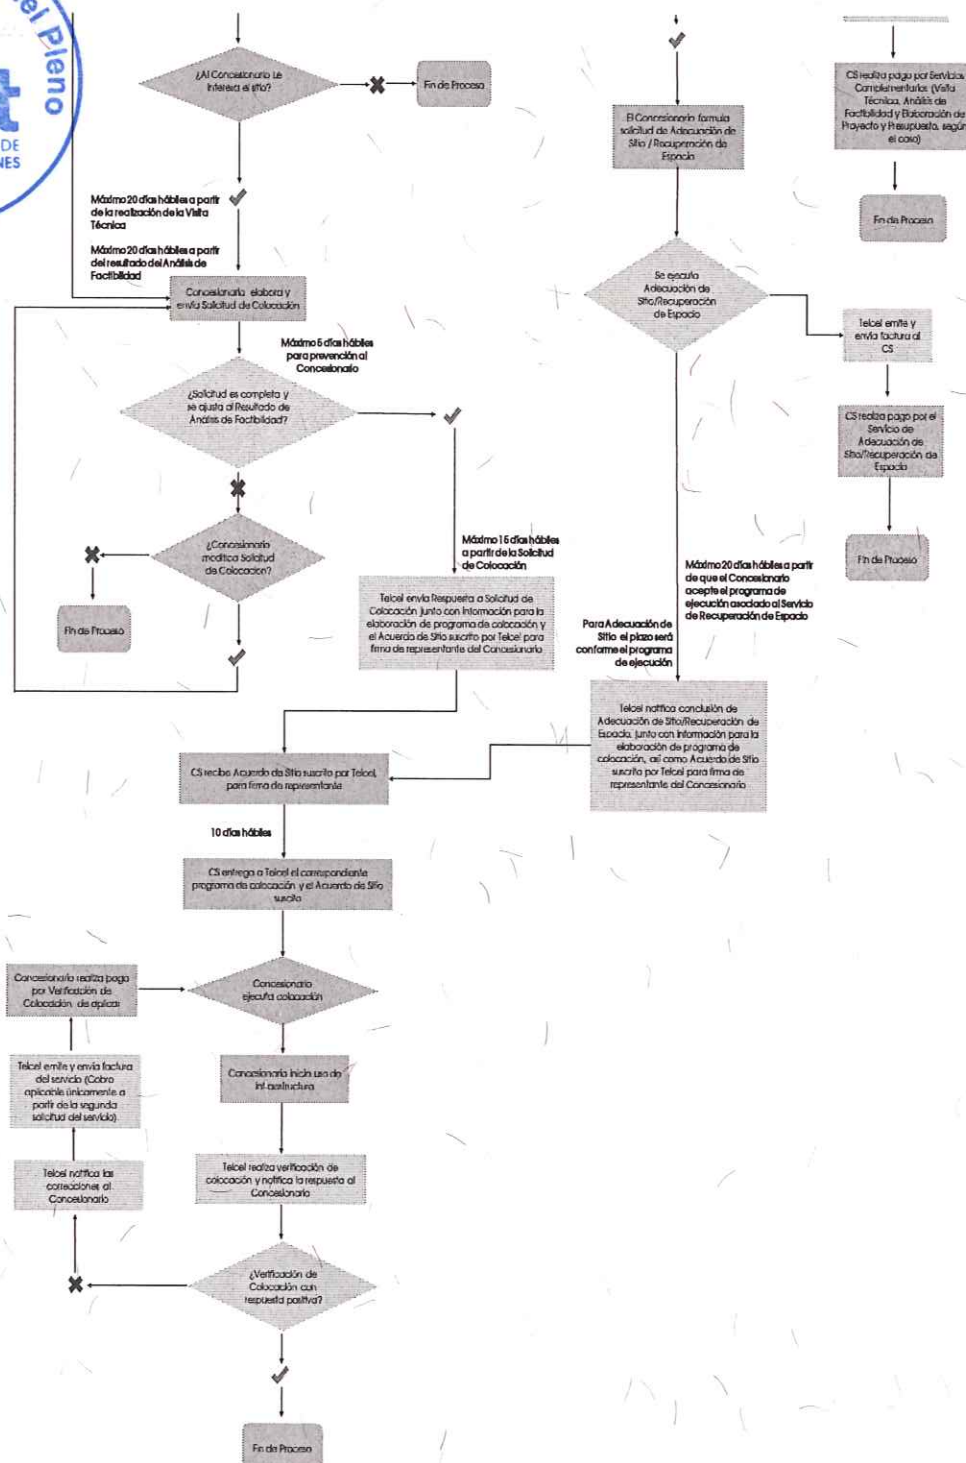 el Pleno
DE
NES
¿Al Concesionario Le
Interesa el sitio?
Fin de Proceso
Máximo 20 días hábiles a partir
de la realización de la Visita
Técnica
Máximo 20 días hábiles a partir
del resultado del Análisis de
Factibilidad
Concesionario elabora y
envía Solicitud de Colocación
Máximo 5 días hábiles
para prevención al
Concesionario
¿Solicitud es completa y
se ajusta al Resultado de
Análisis de Factibilidad?
¿Concesionario
modifica Solicitud
de Colocación?
Fin de Proceso
Máximo 15 días hábiles
a partir de la Solicitud
de Colocación
Telcel envía Respuesta a Solicitud de
Colocación junto con Información para la
elaboración de programa de colocación y
el Acuerdo de Sitio suscrito por Telcel para
firma de representante del Concesionario
El Concesionario formula
solicitud de Adecuación de
Sitio / Recuperación de
Espacio
Se ejecuta
Adecuación de
Sitio/Recuperación
de Espacio
CS realiza pago por Servicios
Complementarios (Visita
Técnica, Análisis de
Factibilidad y Elaboración de
Proyecto y Presupuesto, según
el caso)
Fin de Proceso
Telcel emite y
envía factura al
CS
CS realiza pago por el
Servicio de
Adecuación de
Sitio/Recuperación de
Espacio
Fin de Proceso
Máximo 20 días hábiles a partir
de que el Concesionario
acepte el programa de
ejecución asociado al Servicio
de Recuperación de Espacio
Para Adecuación de
Sitio el plazo será
conforme el programa
de ejecución
Telcel notifica conclusión de
Adecuación de Sitio/Recuperación de
Espacio, junto con Información para la
elaboración de programa de
colocación, así como Acuerdo de Sitio
suscrito por Telcel para firma de
representante del Concesionario
CS recibe Acuerdo de Sitio suscrito por Telcel,
para firma de representante
10 días hábiles
CS entrega a Telcel el correspondiente
programa de colocación y el Acuerdo de Sitio
suscrito
Concesionario
ejecuta colocación
Concesionario realiza pago
por Verificación de
Colocación, de aplicar
Telcel emite y envía factura
del servicio (Cobro
aplicable únicamente a
partir de la segunda
solicitud del servicio)
Telcel notifica las
correcciones al
Concesionario
Concesionario inicia uso de
Infraestructura
Telcel realiza verificación de
colocación y notifica la respuesta al
Concesionario
¿Verificación de
Colocación con
respuesta positiva?
Fin de Proceso